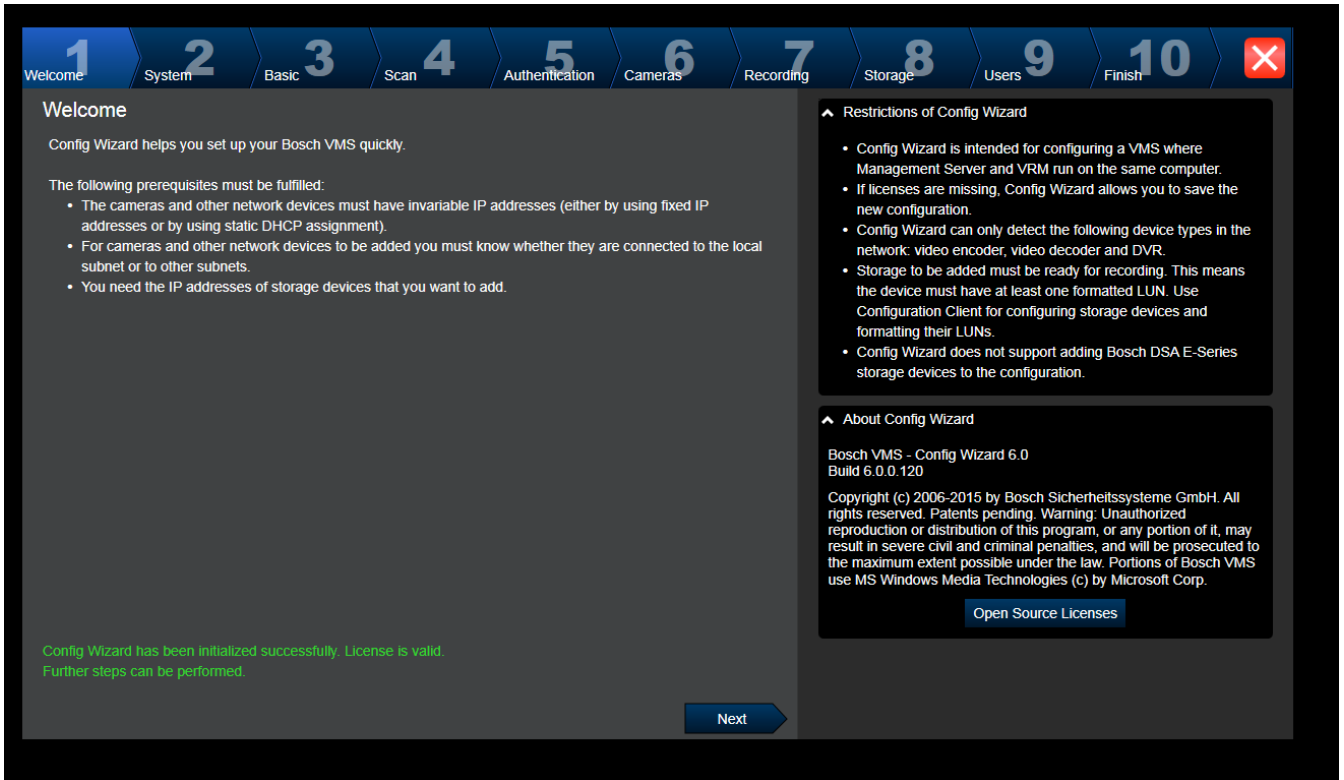 1 Welcome
2 System
3 Basic
4 Scan
5 Authentication
6 Cameras
7 Recording
8 Storage
9 Users
10 Finish
Welcome
Config Wizard helps you set up your Bosch VMS quickly.
The following prerequisites must be fulfilled:
• The cameras and other network devices must have invariable IP addresses (either by using fixed IP
addresses or by using static DHCP assignment).
• For cameras and other network devices to be added you must know whether they are connected to the local
subnet or to other subnets.
• You need the IP addresses of storage devices that you want to add.
Config Wizard has been initialized successfully. License is valid.
Further steps can be performed.
Next
Restrictions of Config Wizard
• Config Wizard is intended for configuring a VMS where
Management Server and VRM run on the same computer.
• If licenses are missing, Config Wizard allows you to save the
new configuration.
• Config Wizard can only detect the following device types in the
network: video encoder, video decoder and DVR.
• Storage to be added must be ready for recording. This means
the device must have at least one formatted LUN. Use
Configuration Client for configuring storage devices and
formatting their LUNs.
• Config Wizard does not support adding Bosch DSA E-Series
storage devices to the configuration.
About Config Wizard
Bosch VMS - Config Wizard 6.0
Build 6.0.0.120
Copyright (c) 2006-2015 by Bosch Sicherheitssysteme GmbH. All
rights reserved. Patents pending. Warning: Unauthorized
reproduction or distribution of this program, or any portion of it, may
result in severe civil and criminal penalties, and will be prosecuted to
the maximum extent possible under the law. Portions of Bosch VMS
use MS Windows Media Technologies (c) by Microsoft Corp.
Open Source Licenses